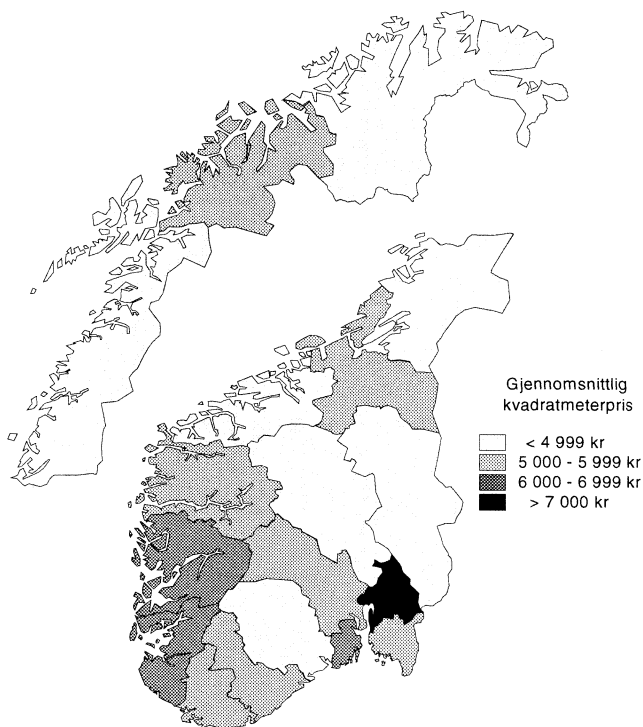 Gjennomsnittlig
kvadratmeterpris
< 4 999 kr
5 000 - 5 999 kr
6 000 - 6 999 kr
> 7 000 kr